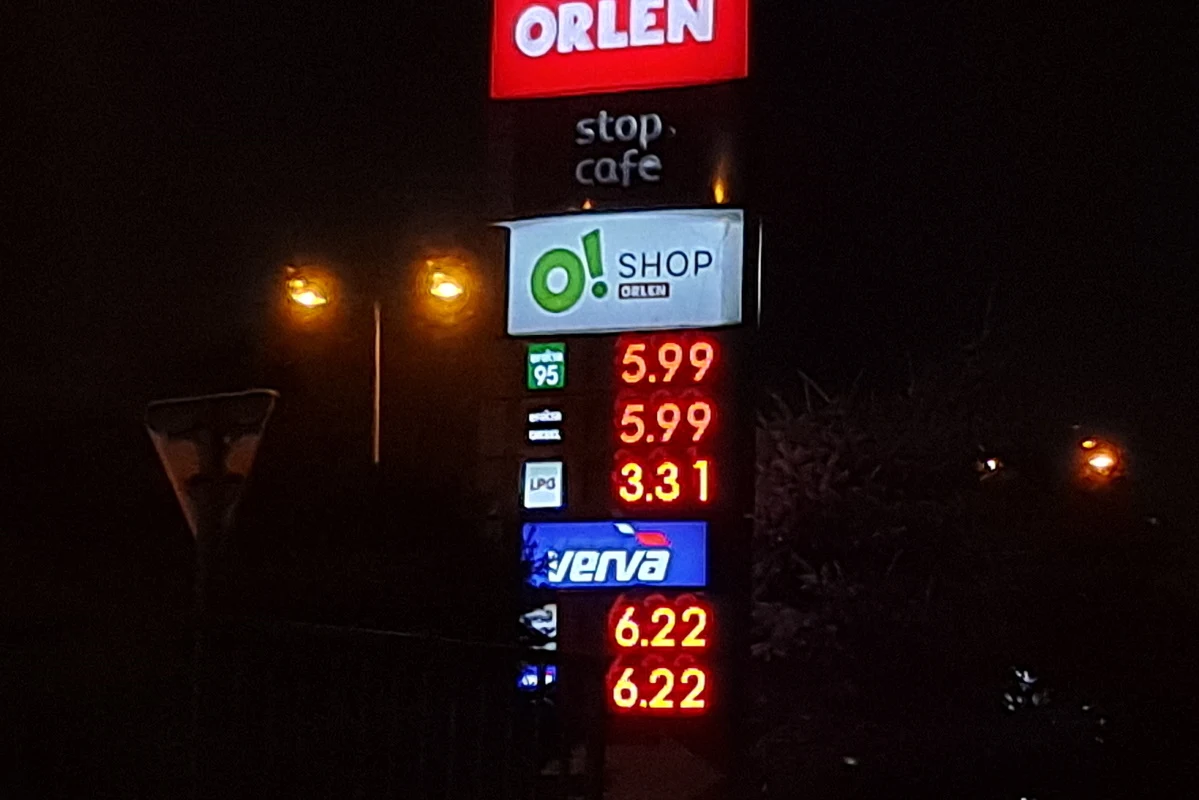 ORLEN
stop
cafe
O! SHOP
ORLEN
95 5.99
5.99
LPG 3.31
verva
6.22
6.22